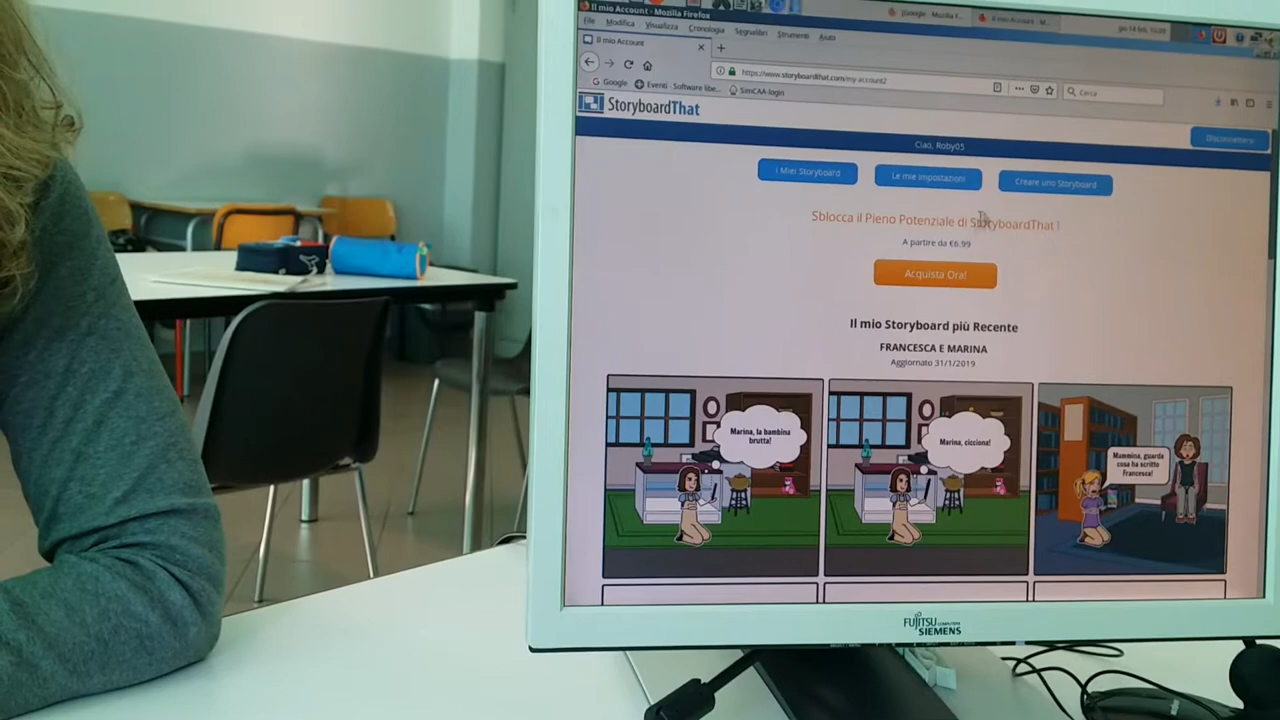 Il mio Account - Mozilla Firefox
File Modifica Visualizza Cronologia Segnalibri Strumenti Aiuto
Il mio Account
https://www.storyboardthat.com/my-account2
Cerca
Google Eventi - Software libe... SimCAA-login
StoryboardThat
Disconnettersi
Ciao, Roby05
I Miei Storyboard
Le mie Impostazioni
Creare uno Storyboard
Sblocca il Pieno Potenziale di StoryboardThat !
A partire da €6.99
Acquista Ora!
Il mio Storyboard più Recente
FRANCESCA E MARINA
Aggiornato 31/1/2019
Marina, la bambina
brutta!
Marina, cicciona!
Mammina, guarda
cosa ha scritto
Francesca!
FUJITSU COMPUTERS
SIEMENS